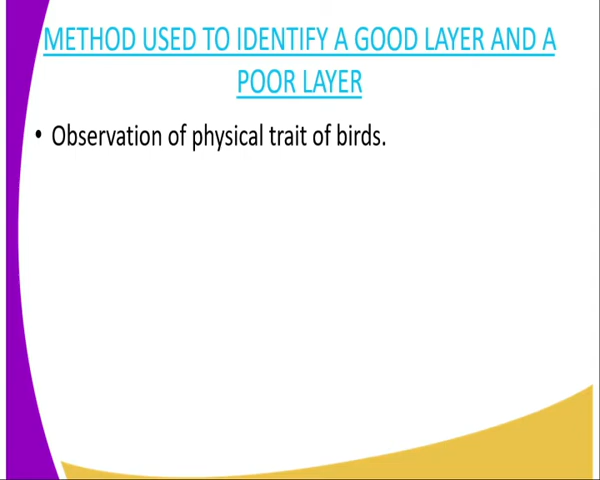 METHOD USED TO IDENTIFY A GOOD LAYER AND A
POOR LAYER
• Observation of physical trait of birds.